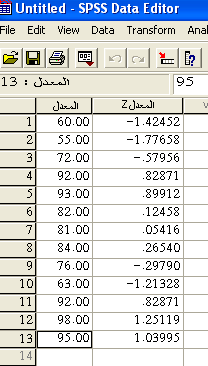 Untitled - SPSS Data Editor
File Edit View Data Transform Analy
13 : المعدل 95
المعدل Zالمعدل v
1 60.00 -1.42452
2 55.00 -1.77658
3 72.00 -.57956
4 92.00 .82871
5 93.00 .89912
6 82.00 .12458
7 81.00 .05416
8 84.00 .26540
9 76.00 -.29790
10 63.00 -1.21328
11 92.00 .82871
12 98.00 1.25119
13 95.00 1.03995
14